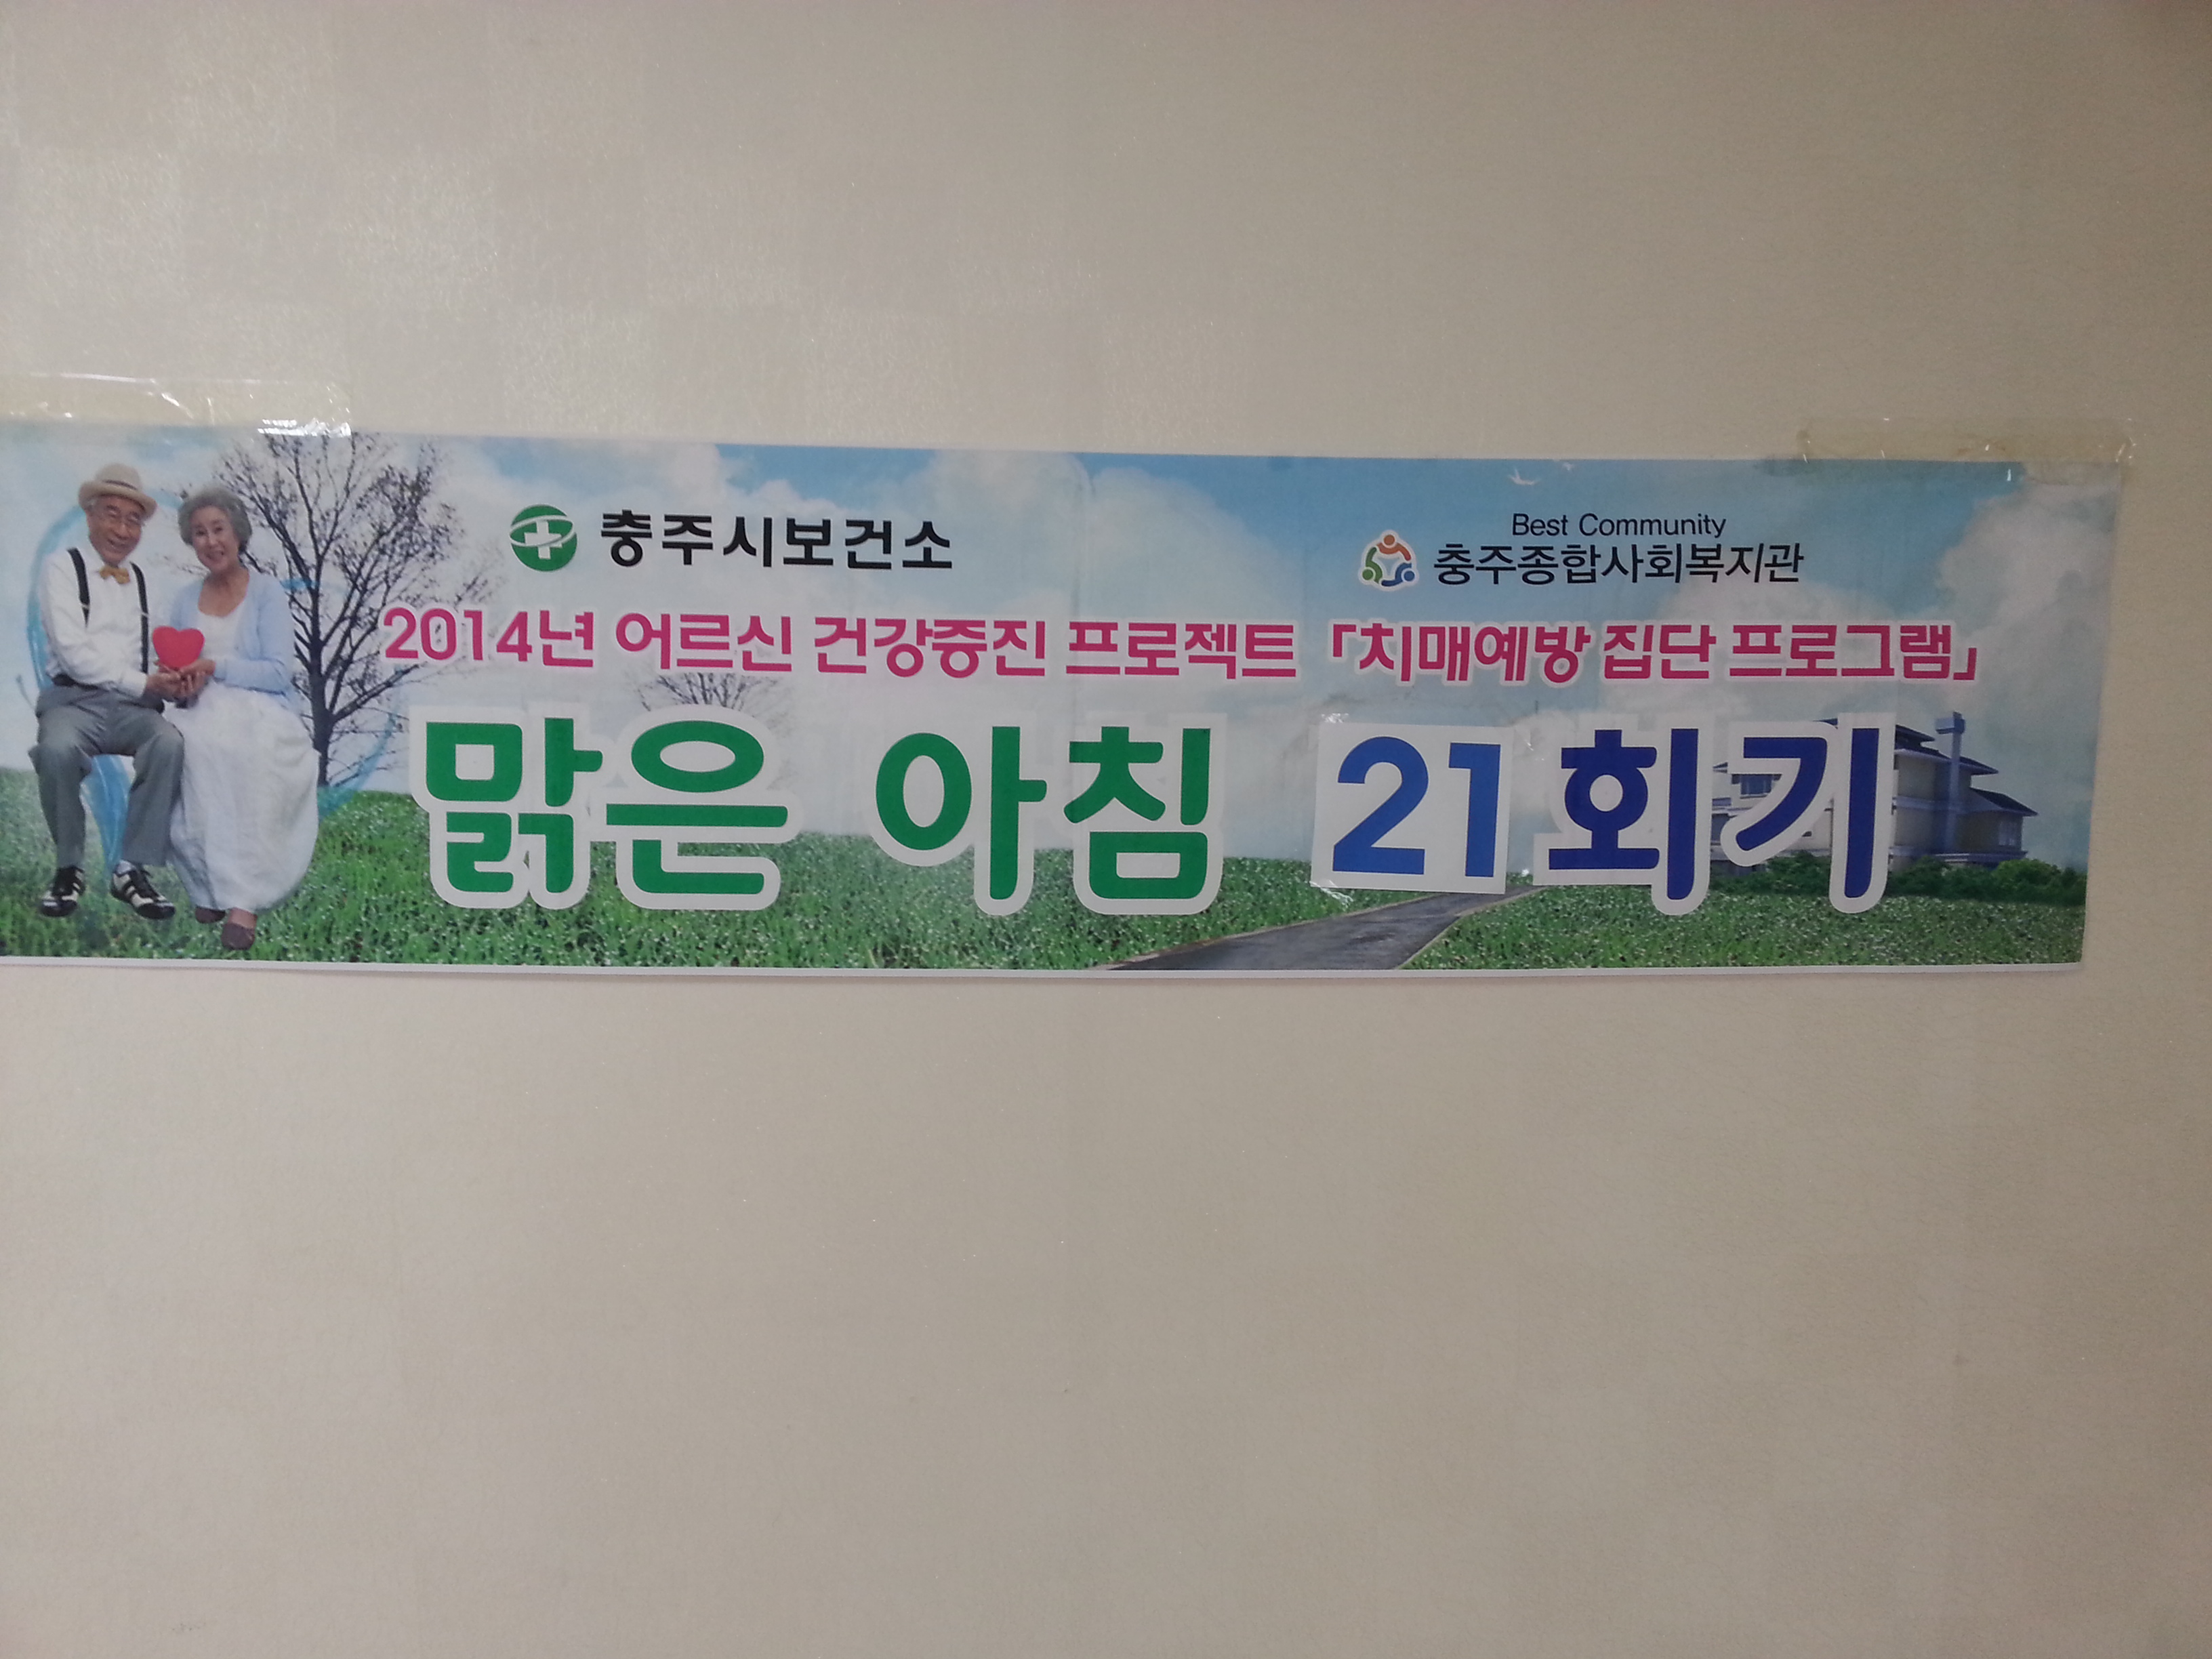 충주시보건소
Best Community
충주종합사회복지관
2014년 어르신 건강증진 프로젝트 「치매예방 집단 프로그램」
맑은 아침 21회기